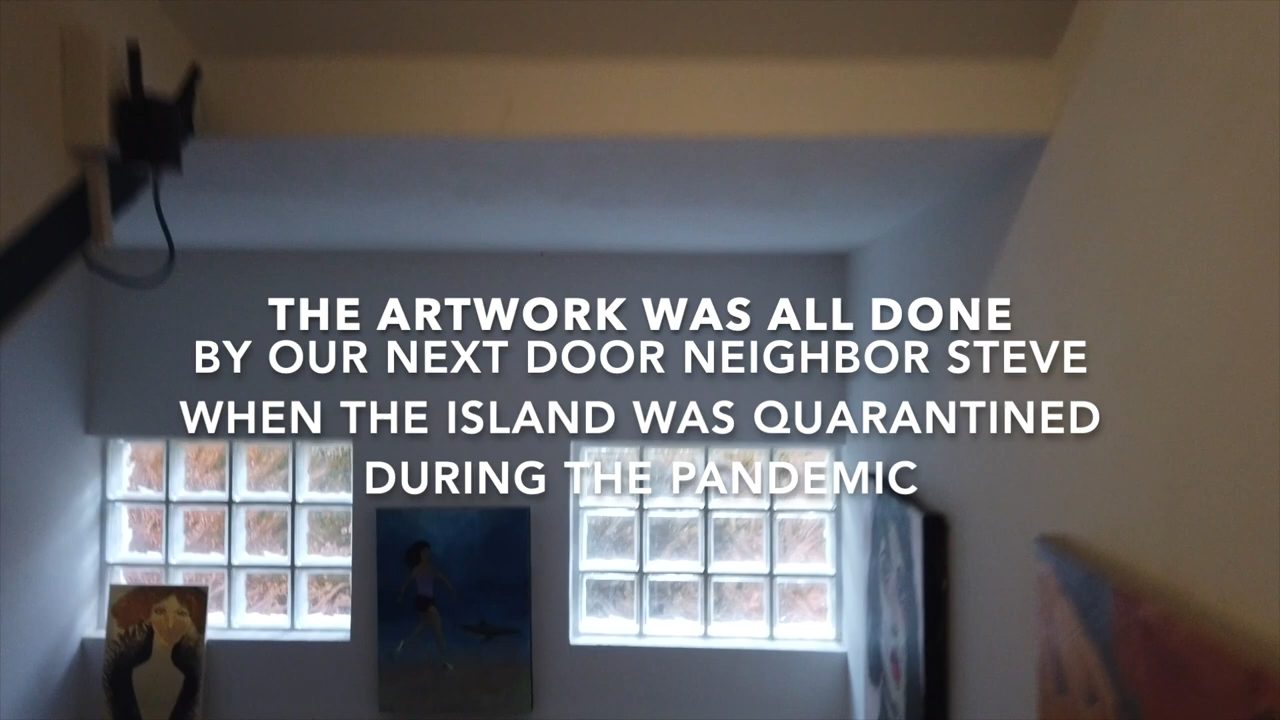 THE ARTWORK WAS ALL DONE
BY OUR NEXT DOOR NEIGHBOR STEVE
WHEN THE ISLAND WAS QUARANTINED
DURING THE PANDEMIC